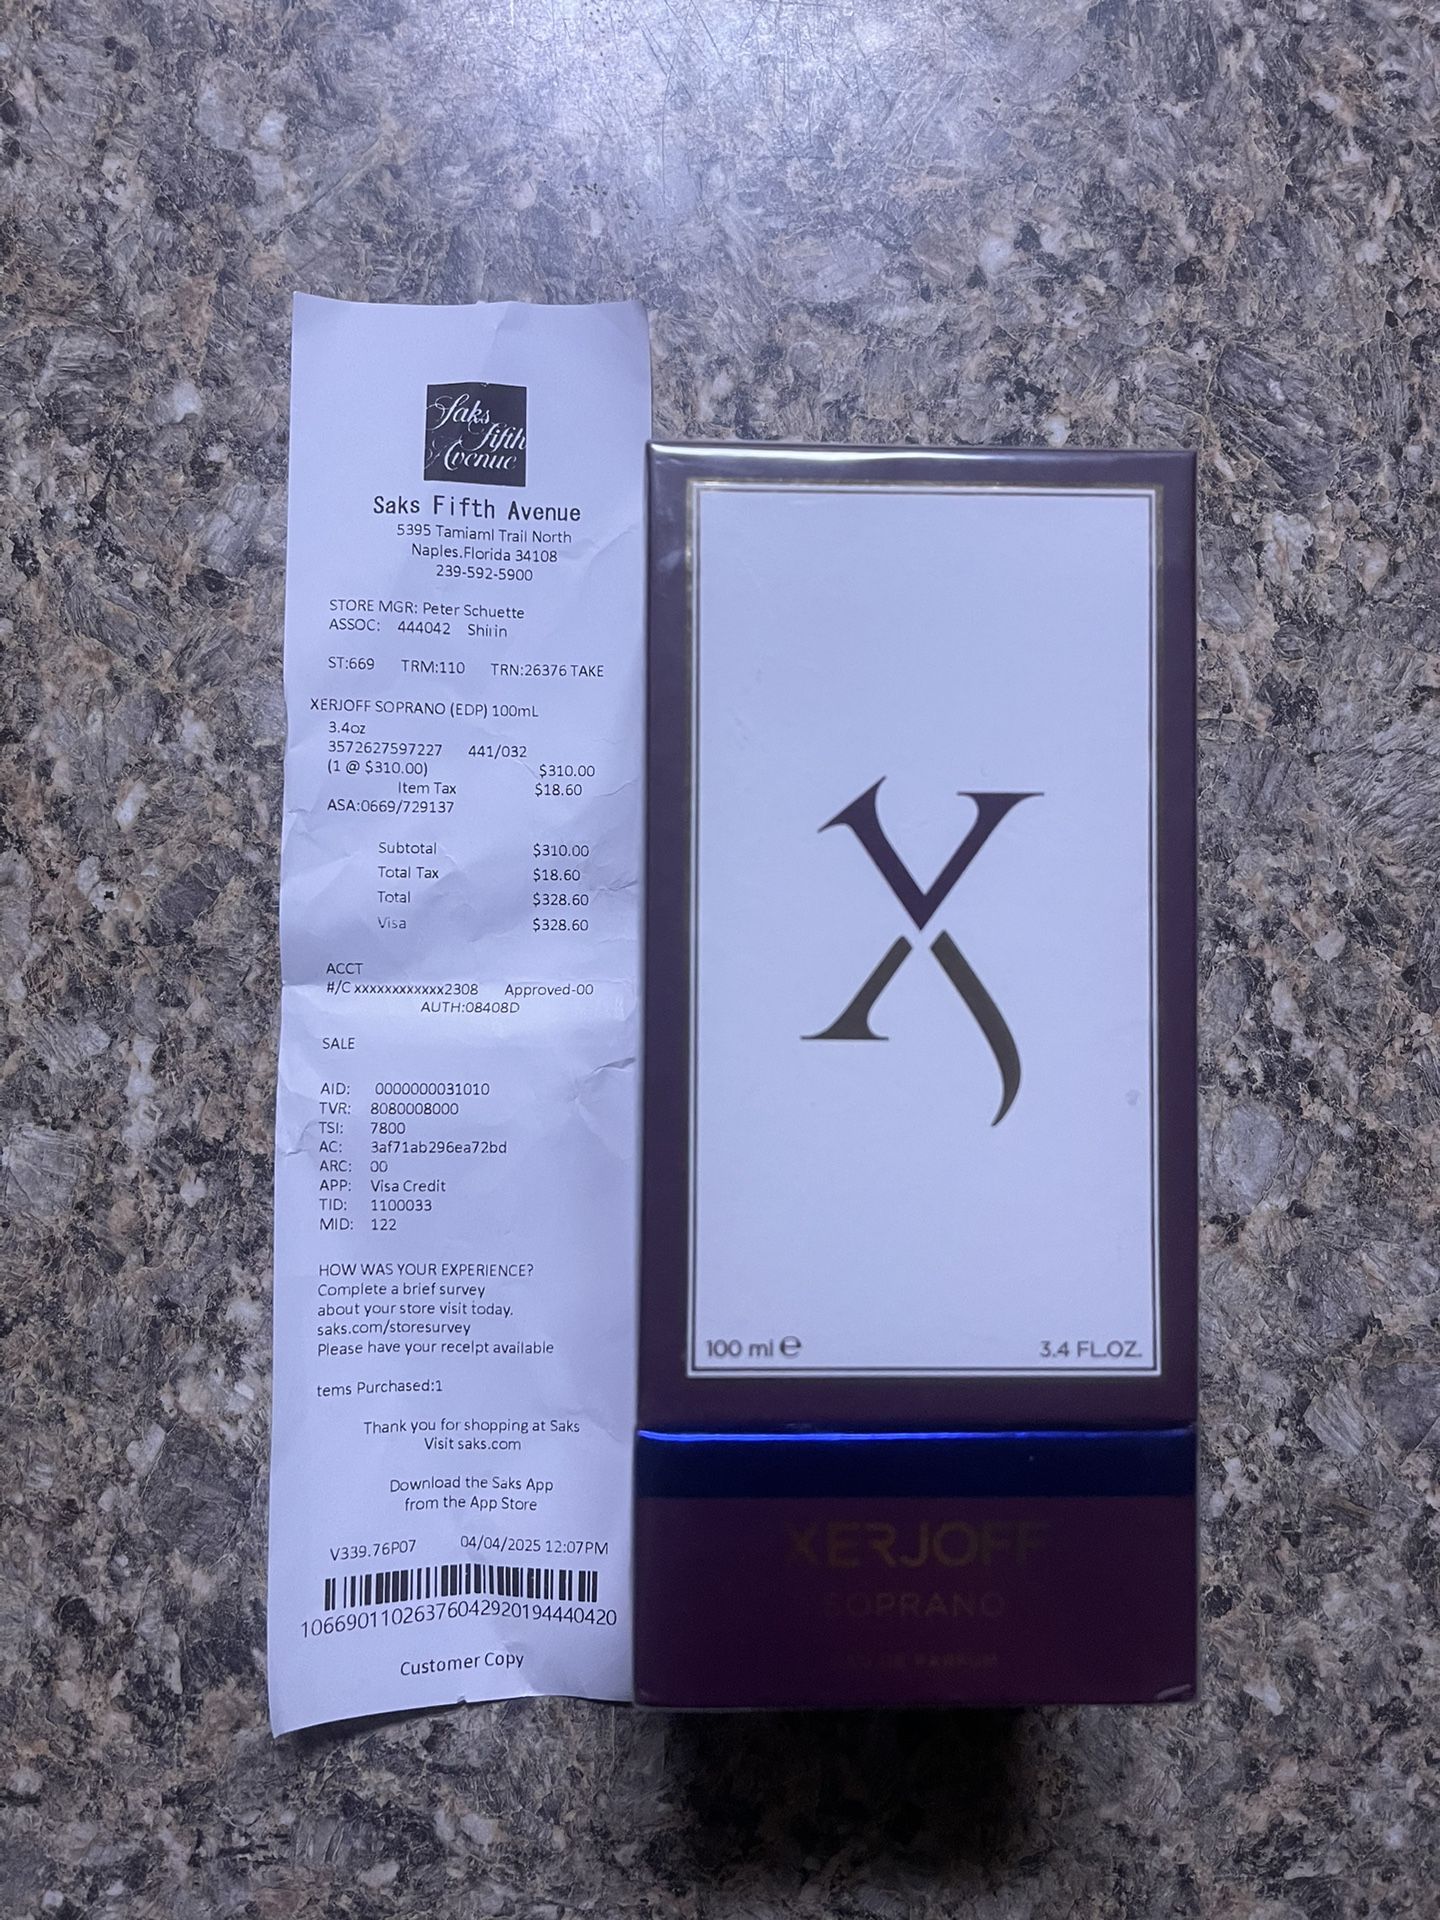 Saks
Fifth
Avenue
Saks Fifth Avenue
5395 Tamiaml Trail North
Naples.Florida 34108
239-592-5900
STORE MGR: Peter Schuette
ASSOC: 444042 Shirin
ST:669 TRM:110 TRN:26376 TAKE
XERJOFF SOPRANO (EDP) 100mL
3.4oz
3572627597227 441/032
(1 @ $310.00) $310.00
Item Tax $18.60
ASA:0669/729137
Subtotal $310.00
Total Tax $18.60
Total $328.60
Visa $328.60
ACCT
#/C xxxxxxxxxxxx2308 Approved-00
AUTH:08408D
SALE
AID: 0000000031010
TVR: 8080008000
TSI: 7800
AC: 3af71ab296ea72bd
ARC: 00
APP: Visa Credit
TID: 1100033
MID: 122
HOW WAS YOUR EXPERIENCE?
Complete a brief survey
about your store visit today.
saks.com/storesurvey
Please have your recelpt available
tems Purchased:1
Thank you for shopping at Saks
Visit saks.com
Download the Saks App
from the App Store
V339.76P07 04/04/2025 12:07PM
10669011026376042920194440420
Customer Copy
X
100 ml e 3.4 FL.OZ.
XERJOFF
SOPRANO
EAU DE PARFUM